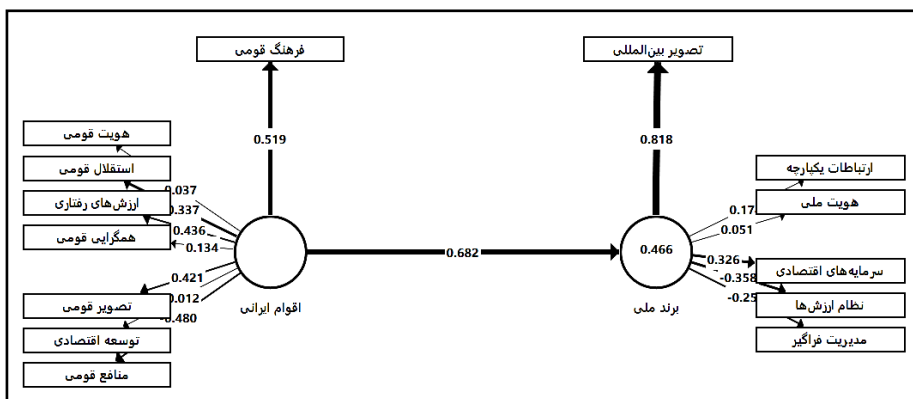 فرهنگ قومی
تصویر بین‌المللی
0.519
0.818
هویت قومی
استقلال قومی
ارزش‌های رفتاری
همگرایی قومی
0.037
0.337
0.436
0.134
ارتباطات یکپارچه
هویت ملی
0.17
0.051
0.682
0.466
0.421
0.012
-0.480
تصویر قومی
توسعه اقتصادی
منافع قومی
اقوام ایرانی
برند ملی
0.326
-0.358
-0.25
سرمایه‌های اقتصادی
نظام ارزش‌ها
مدیریت فراگیر